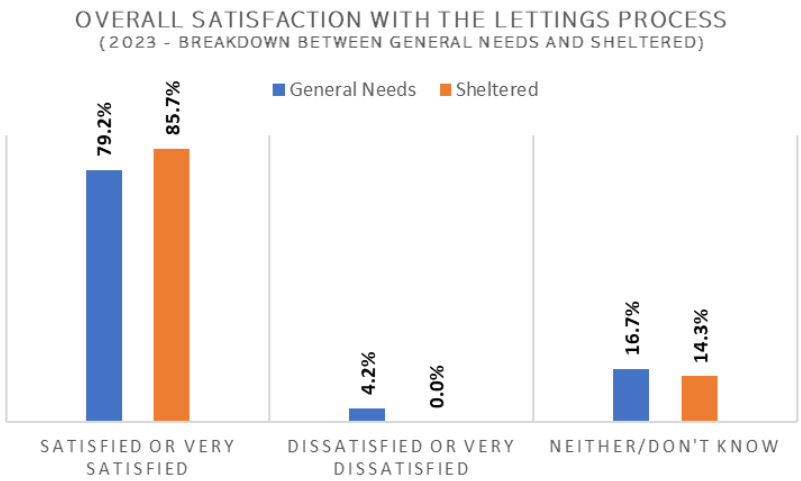 OVERALL SATISFACTION WITH THE LETTINGS PROCESS
(2023 - BREAKDOWN BETWEEN GENERAL NEEDS AND SHELTERED)
General Needs Sheltered
79.2% 85.7%
4.2% 0.0%
16.7% 14.3%
SATISFIED OR VERY
SATISFIED
DISSATISFIED OR VERY
DISSATISFIED
NEITHER/DON'T KNOW